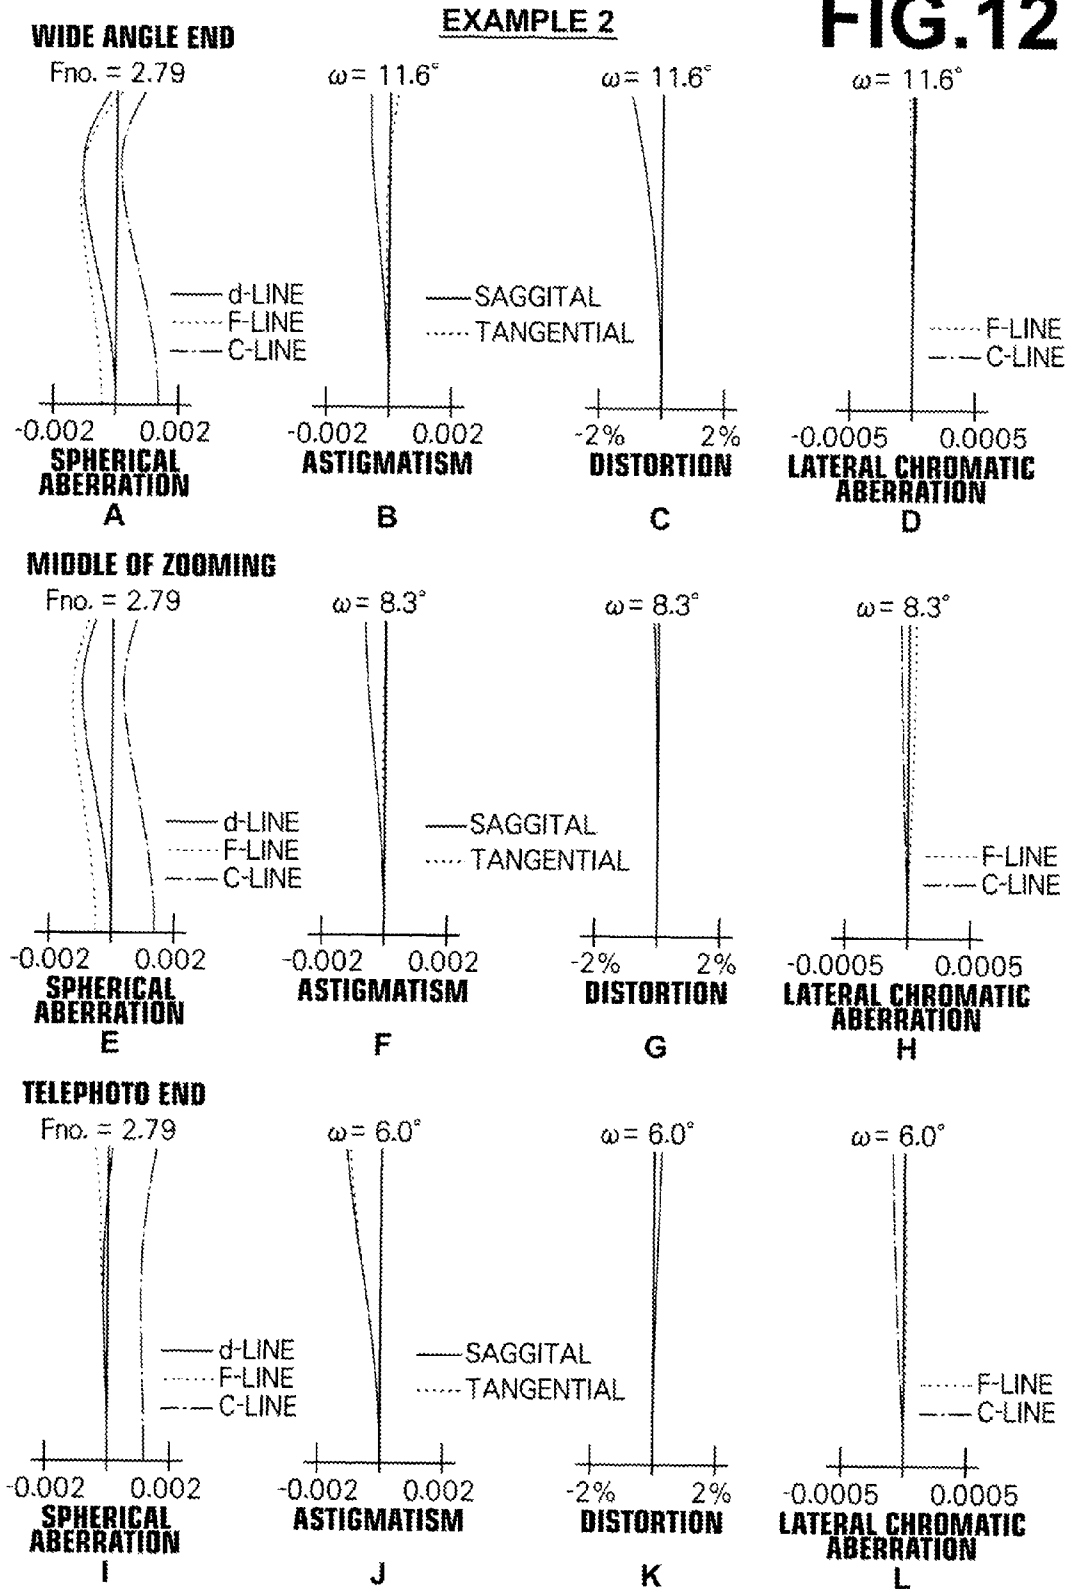 EXAMPLE 2
FIG.12
WIDE ANGLE END
Fno. = 2.79
ω= 11.6°
ω= 11.6°
ω= 11.6°
d-LINE
F-LINE
C-LINE
SAGGITAL
TANGENTIAL
F-LINE
C-LINE
-0.002 0.002
-0.002 0.002
-2% 2%
-0.0005 0.0005
SPHERICAL
ABERRATION
ASTIGMATISM
DISTORTION
LATERAL CHROMATIC
ABERRATION
A
B
C
D
MIDDLE OF ZOOMING
Fno. = 2.79
ω= 8.3°
ω= 8.3°
ω= 8.3°
d-LINE
F-LINE
C-LINE
SAGGITAL
TANGENTIAL
F-LINE
C-LINE
-0.002 0.002
-0.002 0.002
-2% 2%
-0.0005 0.0005
SPHERICAL
ABERRATION
ASTIGMATISM
DISTORTION
LATERAL CHROMATIC
ABERRATION
E
F
G
H
TELEPHOTO END
Fno. = 2.79
ω= 6.0°
ω= 6.0°
ω= 6.0°
d-LINE
F-LINE
C-LINE
SAGGITAL
TANGENTIAL
F-LINE
C-LINE
-0.002 0.002
-0.002 0.002
-2% 2%
-0.0005 0.0005
SPHERICAL
ABERRATION
ASTIGMATISM
DISTORTION
LATERAL CHROMATIC
ABERRATION
I
J
K
L